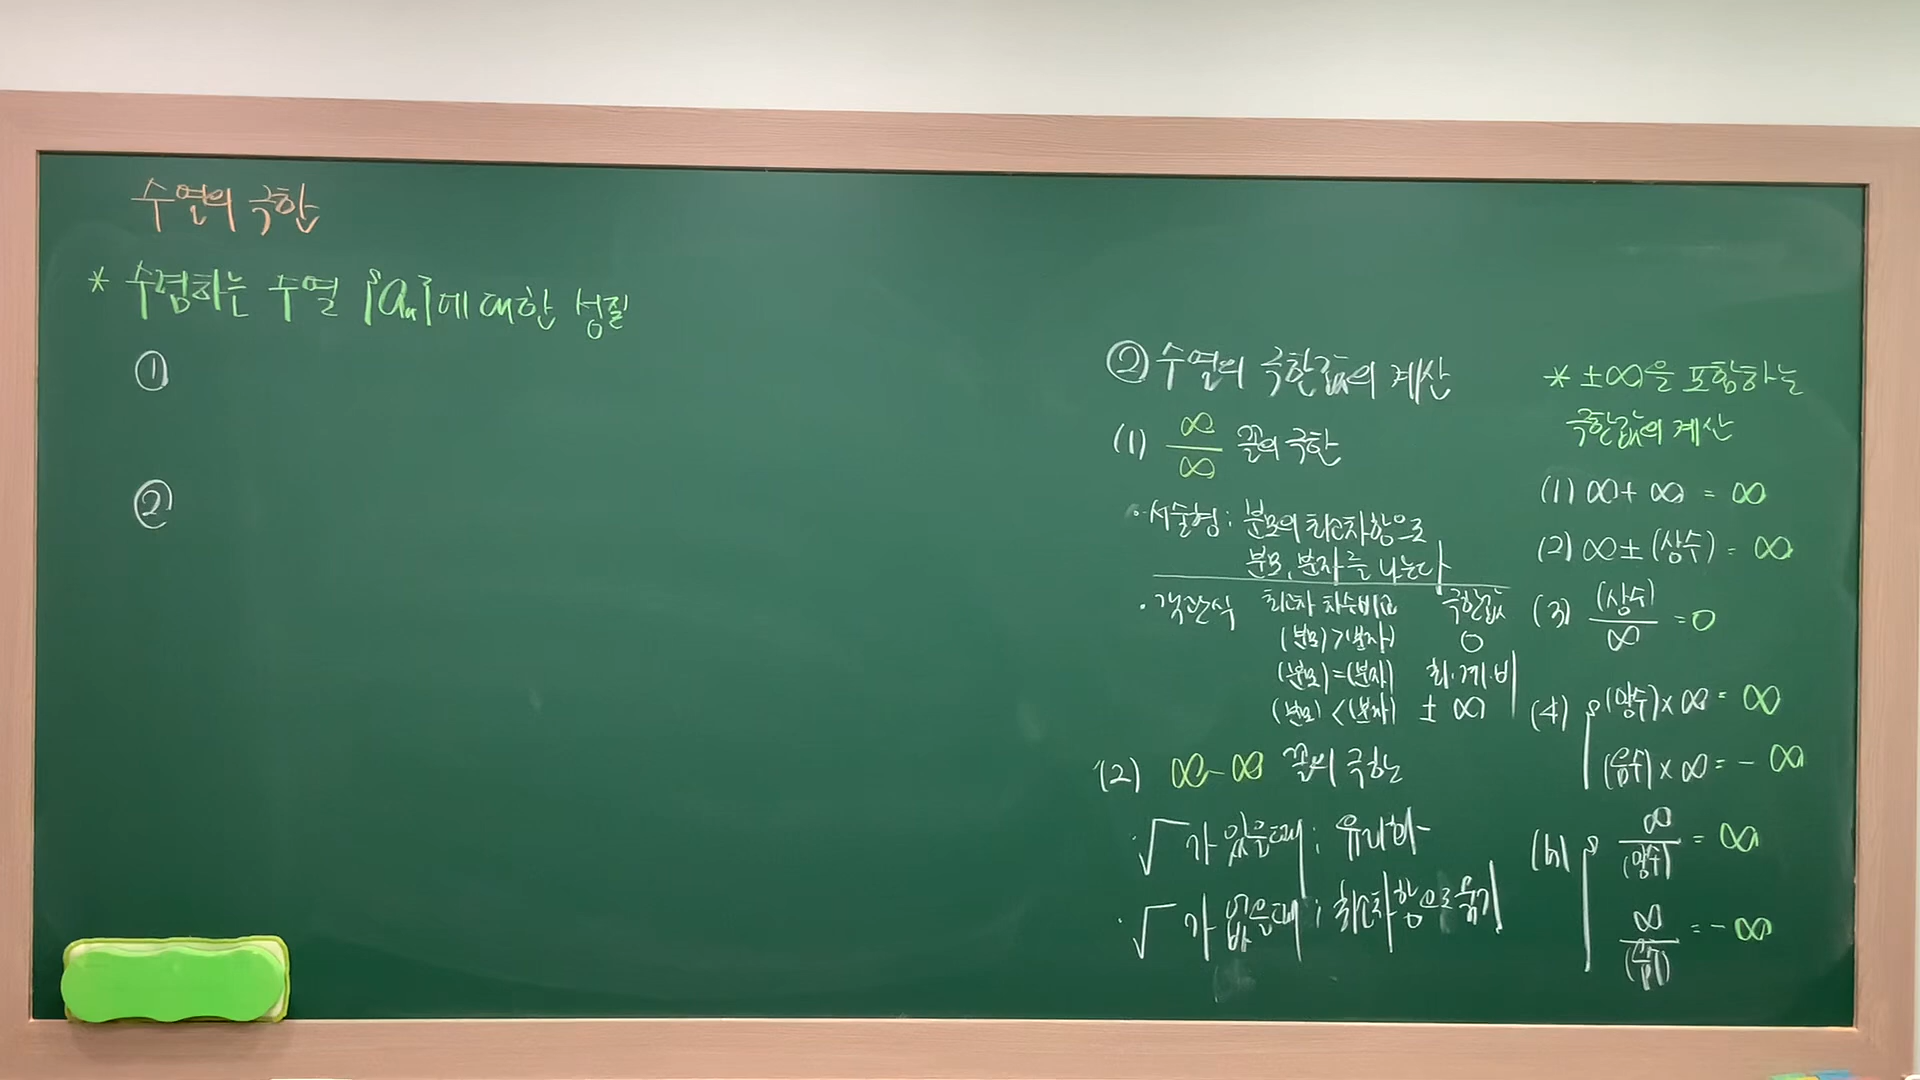 수열의 극한
* 수렴하는 수열 {aₙ}에 대한 성질
①
②
② 수열의 극한값의 계산
(1) ∞/∞ 꼴의 극한
· 서술형 : 분모의 최고차항으로
분모, 분자를 나눈다
· 객관식 최고차 차수비교 극한값
(분모) > (분자) 0
(분모) = (분자) 최·계·비
(분모) < (분자) ± ∞
(2) ∞-∞ 꼴의 극한
· √ 가 있을때 : 유리화
· √ 가 없을때 : 최고차항으로 묶기
* ±∞을 포함하는
극한값의 계산
(1) ∞+ ∞ = ∞
(2) ∞ ± (상수) = ∞
(3) (상수)/∞ = 0
(4) { (양수) × ∞ = ∞
(음수) × ∞ = - ∞
(5) { ∞/(양수) = ∞
∞/(음수) = - ∞